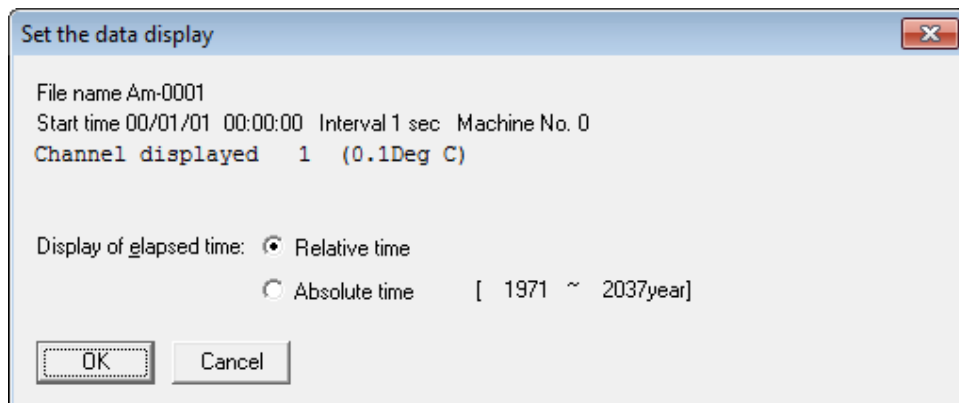 Set the data display
File name Am-0001
Start time 00/01/01 00:00:00 Interval 1 sec Machine No. 0
Channel displayed 1 (0.1Deg C)
Display of elapsed time: Relative time
Absolute time [ 1971 ~ 2037year]
OK Cancel